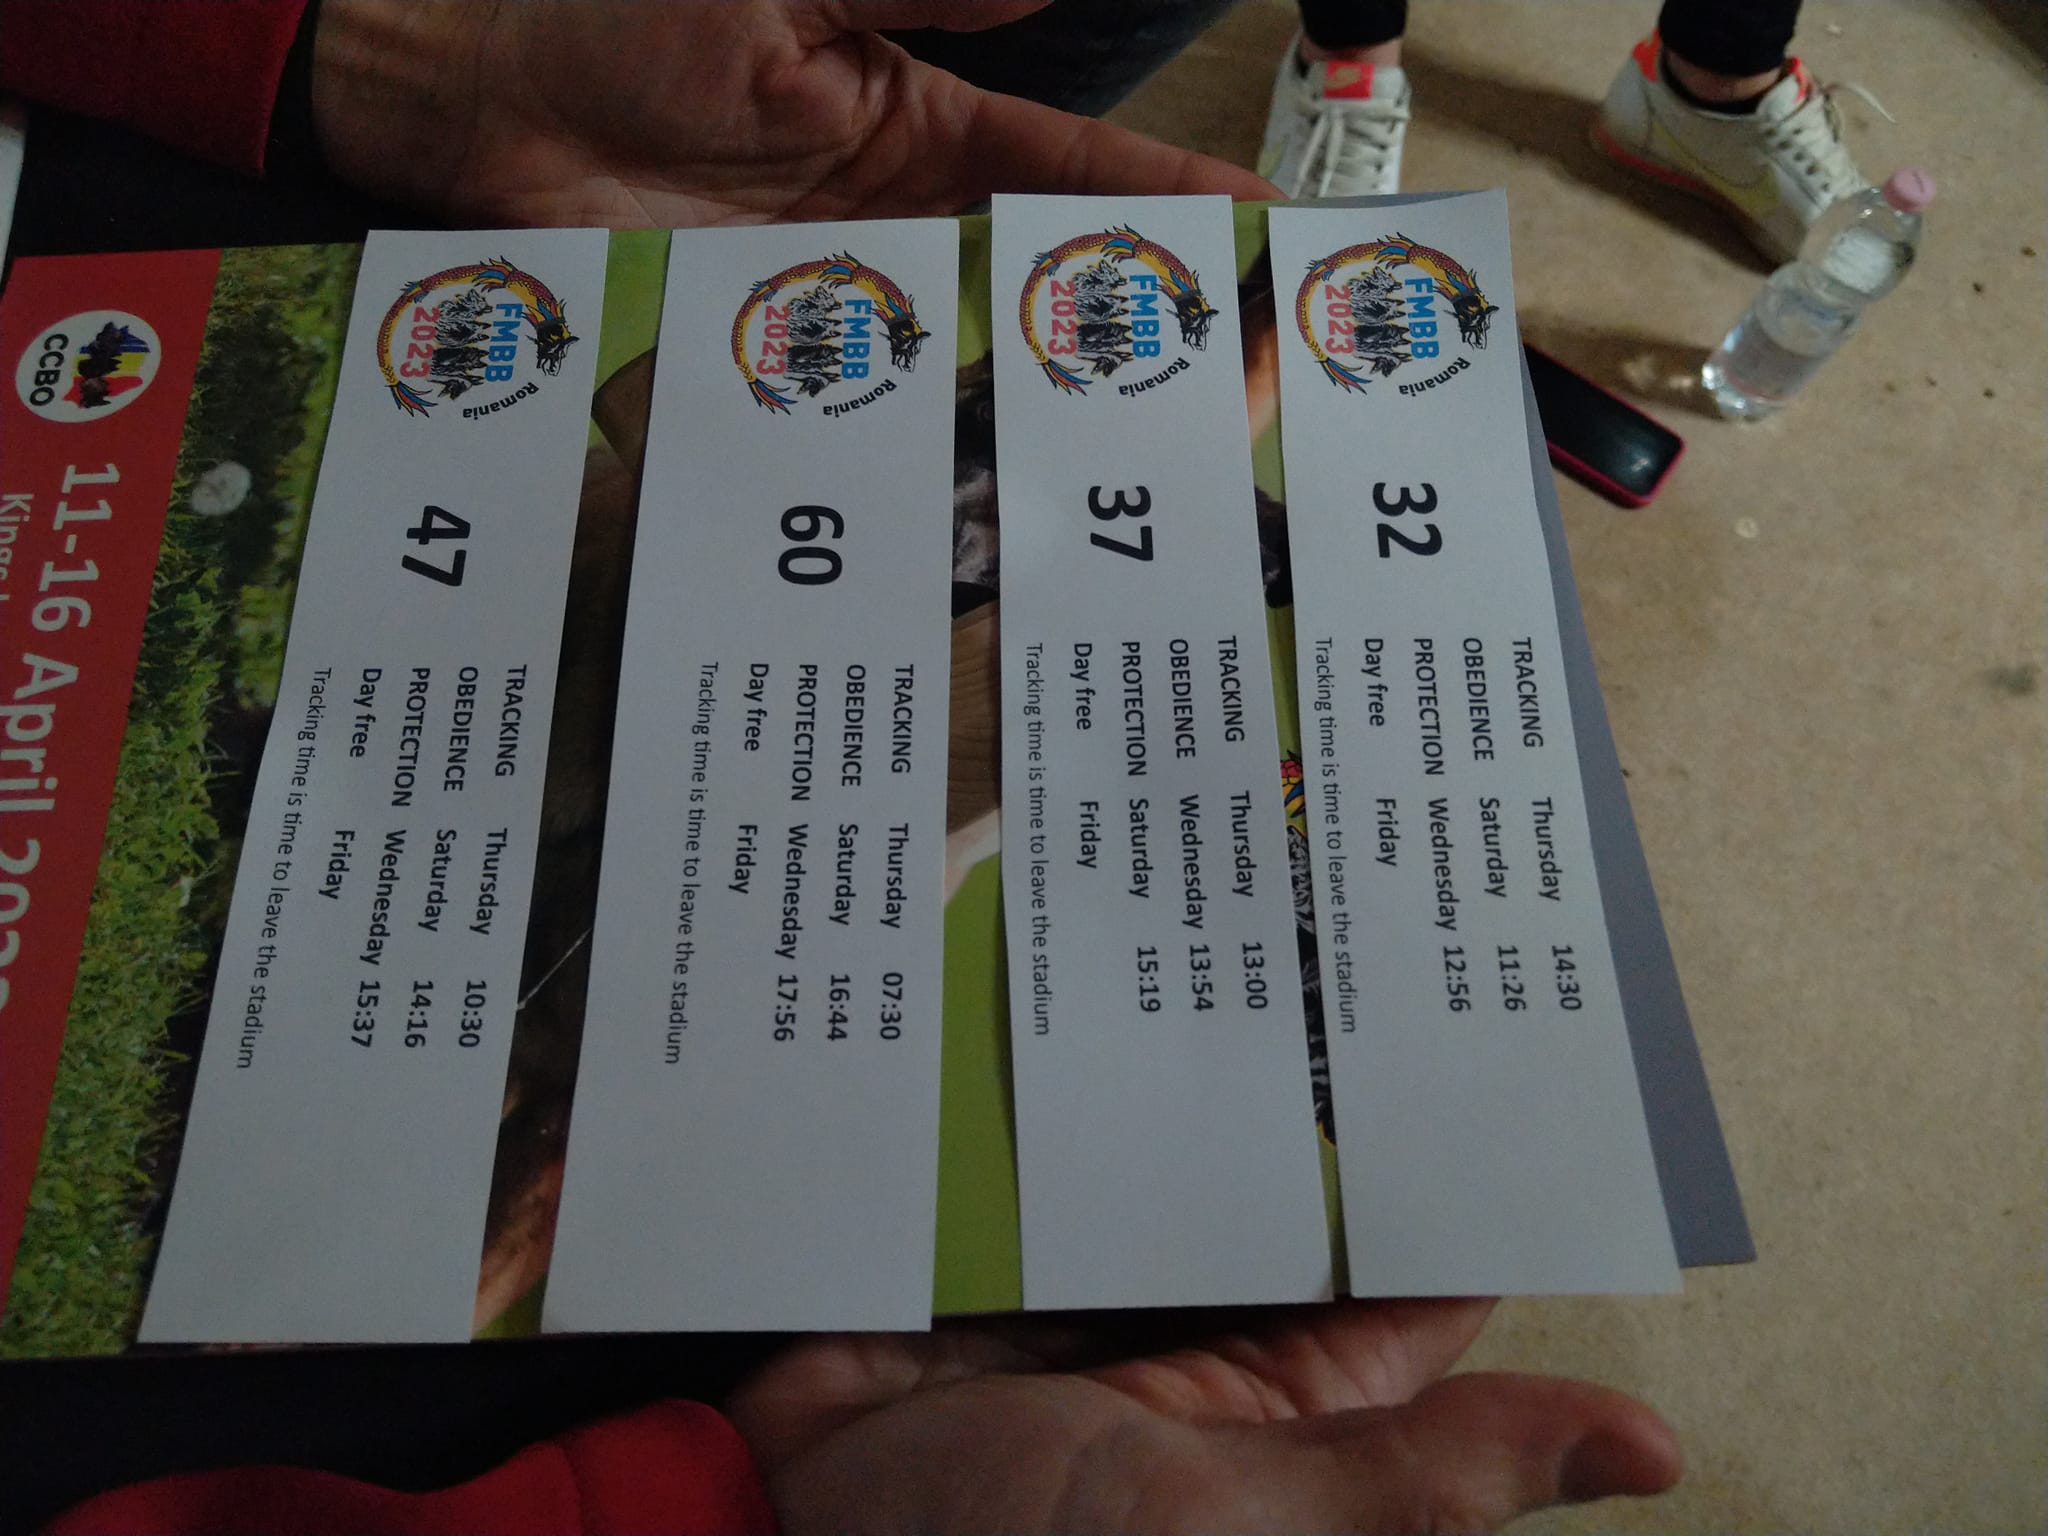 FMBB
2023
Romania
32
TRACKING Thursday 14:30
OBEDIENCE Saturday 11:26
PROTECTION Wednesday 12:56
Day free Friday
Tracking time is time to leave the stadium
FMBB
2023
Romania
37
TRACKING Thursday 13:00
OBEDIENCE Wednesday 13:54
PROTECTION Saturday 15:19
Day free Friday
Tracking time is time to leave the stadium
FMBB
2023
Romania
60
TRACKING Thursday 07:30
OBEDIENCE Saturday 16:44
PROTECTION Wednesday 17:56
Day free Friday
Tracking time is time to leave the stadium
FMBB
2023
Romania
47
TRACKING Thursday 10:30
OBEDIENCE Saturday 14:16
PROTECTION Wednesday 15:37
Day free Friday
Tracking time is time to leave the stadium
CCBO
11-16 April